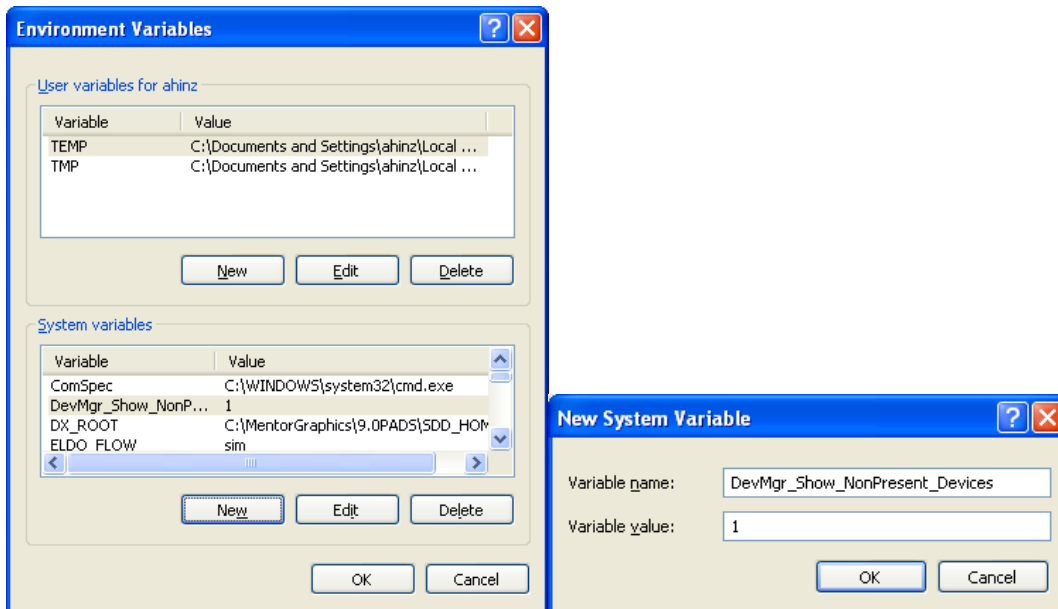 Environment Variables
User variables for ahinz
Variable Value
TEMP C:\Documents and Settings\ahinz\Local ...
TMP C:\Documents and Settings\ahinz\Local ...
New Edit Delete
System variables
Variable Value
ComSpec C:\WINDOWS\system32\cmd.exe
DevMgr_Show_NonP... 1
DX_ROOT C:\MentorGraphics\9.0PADS\SDD_HOM
ELDO_FLOW sim
New Edit Delete
OK Cancel
New System Variable
Variable name: DevMgr_Show_NonPresent_Devices
Variable value: 1
OK Cancel